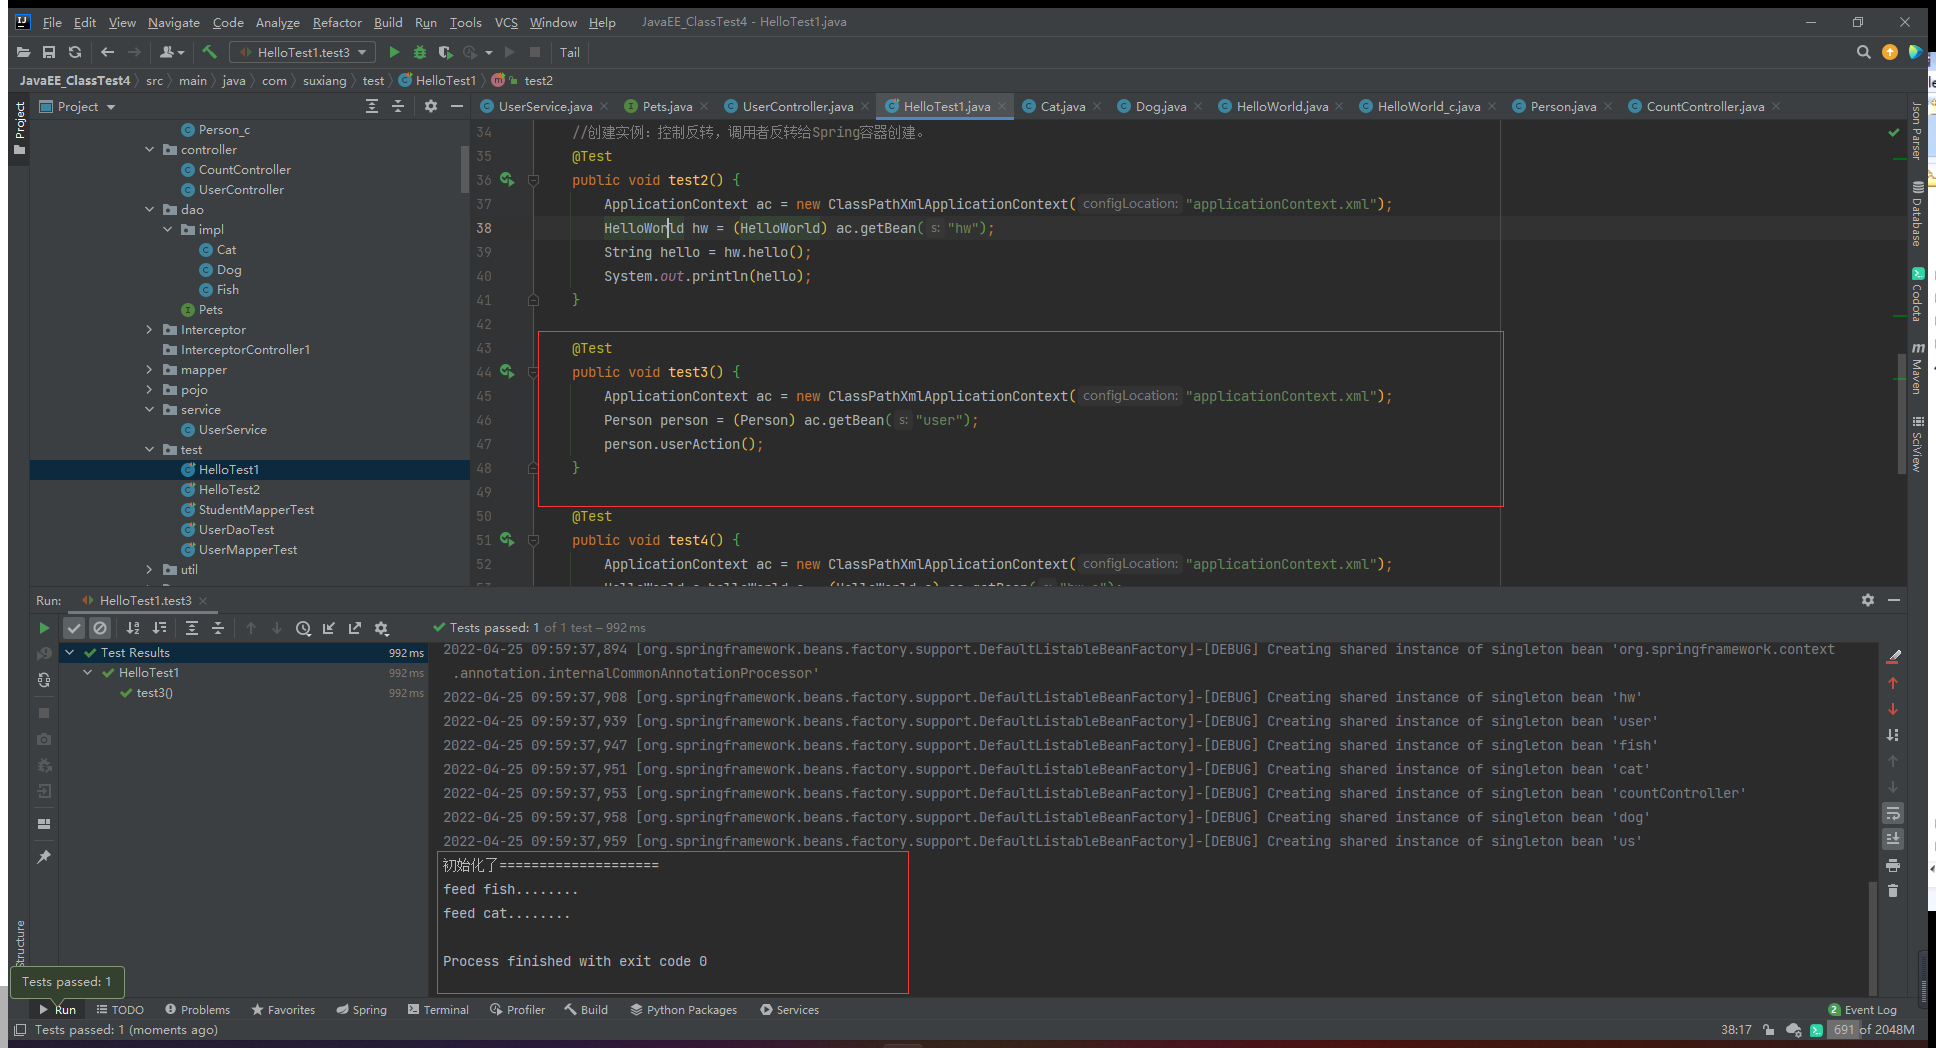 File Edit View Navigate Code Analyze Refactor Build Run Tools VCS Window Help JavaEE_ClassTest4 - HelloTest1.java
HelloTest1.test3 Tail
JavaEE_ClassTest4 src main java com suxiang test HelloTest1 test2
Project
Project
UserService.java Pets.java UserController.java HelloTest1.java Cat.java Dog.java HelloWorld.java HelloWorld_c.java Person.java CountController.java
Person_c
controller
CountController
UserController
dao
impl
Cat
Dog
Fish
Pets
Interceptor
InterceptorController1
mapper
pojo
service
UserService
test
HelloTest1
HelloTest2
StudentMapperTest
UserDaoTest
UserMapperTest
util
34 //创建实例：控制反转，调用者反转给Spring容器创建。
35 @Test
36 public void test2() {
37 ApplicationContext ac = new ClassPathXmlApplicationContext( configLocation: "applicationContext.xml");
38 HelloWorld hw = (HelloWorld) ac.getBean( s: "hw");
39 String hello = hw.hello();
40 System.out.println(hello);
41 }
42
43 @Test
44 public void test3() {
45 ApplicationContext ac = new ClassPathXmlApplicationContext( configLocation: "applicationContext.xml");
46 Person person = (Person) ac.getBean( s: "user");
47 person.userAction();
48 }
49
50 @Test
51 public void test4() {
52 ApplicationContext ac = new ClassPathXmlApplicationContext( configLocation: "applicationContext.xml");
Json Parser
Database
Codota
Maven
SciView
Run: HelloTest1.test3
Tests passed: 1 of 1 test – 992 ms
Test Results 992 ms
HelloTest1 992 ms
test3() 992 ms
2022-04-25 09:59:37,894 [org.springframework.beans.factory.support.DefaultListableBeanFactory]-[DEBUG] Creating shared instance of singleton bean 'org.springframework.context
.annotation.internalCommonAnnotationProcessor'
2022-04-25 09:59:37,908 [org.springframework.beans.factory.support.DefaultListableBeanFactory]-[DEBUG] Creating shared instance of singleton bean 'hw'
2022-04-25 09:59:37,939 [org.springframework.beans.factory.support.DefaultListableBeanFactory]-[DEBUG] Creating shared instance of singleton bean 'user'
2022-04-25 09:59:37,947 [org.springframework.beans.factory.support.DefaultListableBeanFactory]-[DEBUG] Creating shared instance of singleton bean 'fish'
2022-04-25 09:59:37,951 [org.springframework.beans.factory.support.DefaultListableBeanFactory]-[DEBUG] Creating shared instance of singleton bean 'cat'
2022-04-25 09:59:37,953 [org.springframework.beans.factory.support.DefaultListableBeanFactory]-[DEBUG] Creating shared instance of singleton bean 'countController'
2022-04-25 09:59:37,958 [org.springframework.beans.factory.support.DefaultListableBeanFactory]-[DEBUG] Creating shared instance of singleton bean 'dog'
2022-04-25 09:59:37,959 [org.springframework.beans.factory.support.DefaultListableBeanFactory]-[DEBUG] Creating shared instance of singleton bean 'us'
初始化了====================
feed fish........
feed cat........
Process finished with exit code 0
Structure
Tests passed: 1
Run TODO Problems Favorites Spring Terminal Profiler Build Python Packages Services 2 Event Log
Tests passed: 1 (moments ago) 38:17 691 of 2048M